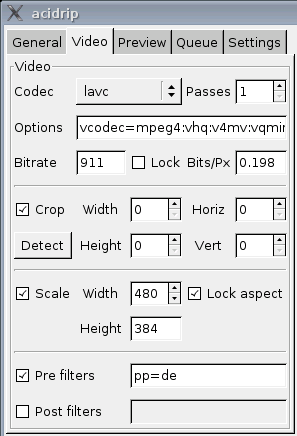 acidrip
General Video Preview Queue Settings
Video
Codec lavc Passes 1
Options vcodec=mpeg4:vhq:v4mv:vqmin
Bitrate 911 Lock Bits/Px 0.198
Crop Width 0 Horiz 0
Detect Height 0 Vert 0
Scale Width 480 Lock aspect
Height 384
Pre filters pp=de
Post filters